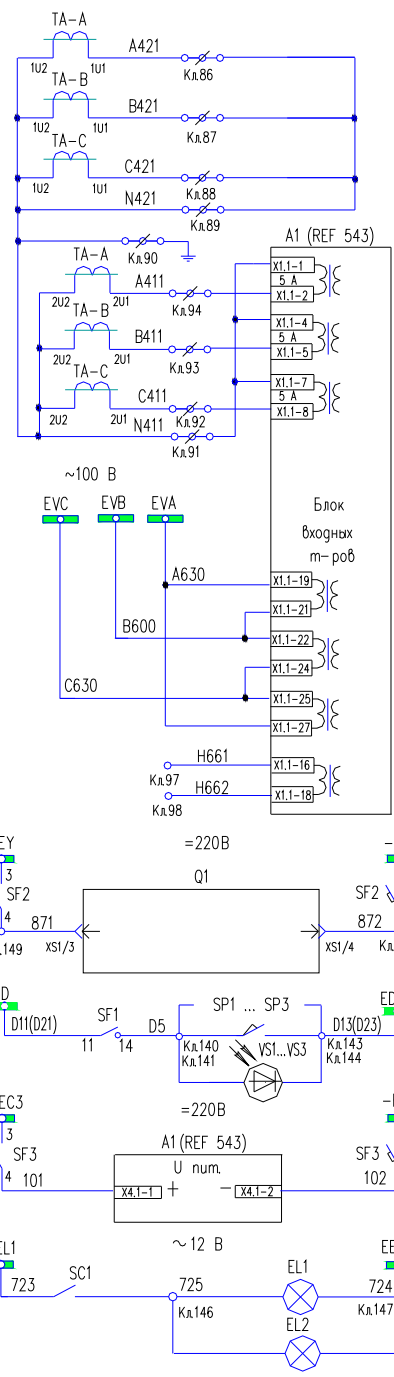 TA-A
A421
1U2 1U1 Кл.86
TA-B
B421
1U2 1U1 Кл.87
TA-C
C421
1U2 1U1 Кл.88
N421
Кл.89
A1 (REF 543)
Кл.90
TA-A
X1.1-1
A411
5 A
X1.1-2
2U2 2U1 Кл.94
TA-B
X1.1-4
B411
5 A
X1.1-5
2U2 2U1 Кл.93
TA-C
X1.1-7
C411
5 A
X1.1-8
2U2 2U1 Кл.92
N411
Кл.91
~100 В
EVC EVB EVA
Блок
входных
т-ров
A630
X1.1-19
X1.1-21
B600
X1.1-22
X1.1-24
C630
X1.1-25
X1.1-27
H661
X1.1-16
Кл.97
H662
X1.1-18
Кл.98
=220В
EY
3
Q1
SF2 SF2
4
871 872
.149 XS1/3 XS1/4 Кл
D ED
SP1 ... SP3
D11(D21) SF1 D5 D13(D23)
11 14 Кл.140 VS1...VS3 Кл.143
Кл.141 Кл.144
=220В
EC3
3
A1 (REF 543)
SF3 U пит. SF3
4 101 X4.1-1 + − X4.1-2 102
~12 В
EL1 EE
723 SC1 725 EL1 724
Кл.146 Кл.147
EL2